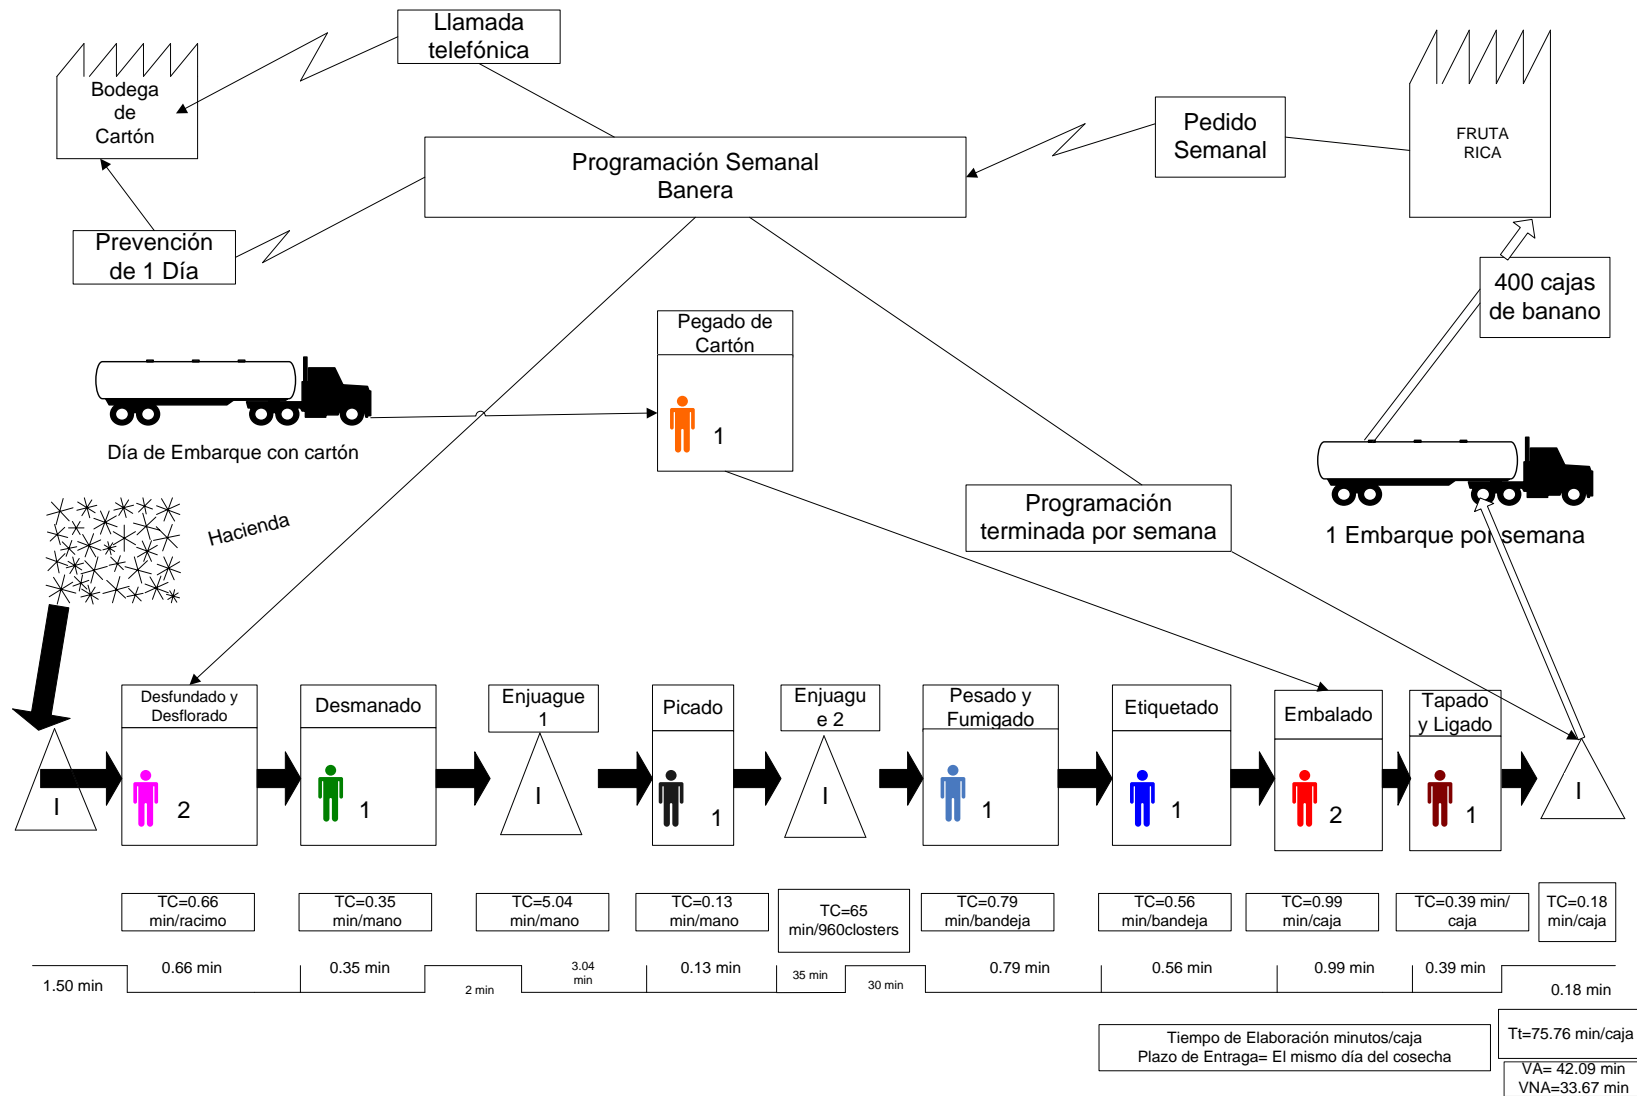 Llamada
telefónica
Bodega
de
Cartón
Pedido
Semanal
FRUTA
RICA
Programación Semanal
Banera
Prevención
de 1 Día
400 cajas
de banano
Pegado de
Cartón
1
Día de Embarque con cartón
Hacienda
Programación
terminada por semana
1 Embarque por semana
I
Desfundado y
Desflorado
2
Desmanado
1
Enjuague
1
I
Picado
1
Enjuagu
e 2
I
Pesado y
Fumigado
1
Etiquetado
1
Embalado
2
Tapado
y Ligado
1
I
TC=0.66
min/racimo
TC=0.35
min/mano
TC=5.04
min/mano
TC=0.13
min/mano
TC=65
min/960closters
TC=0.79
min/bandeja
TC=0.56
min/bandeja
TC=0.99
min/caja
TC=0.39 min/
caja
TC=0.18
min/caja
1.50 min
0.66 min
0.35 min
2 min
3.04
min
0.13 min
35 min
30 min
0.79 min
0.56 min
0.99 min
0.39 min
0.18 min
Tiempo de Elaboración minutos/caja
Plazo de Entraga= El mismo día del cosecha
Tt=75.76 min/caja
VA= 42.09 min
VNA=33.67 min